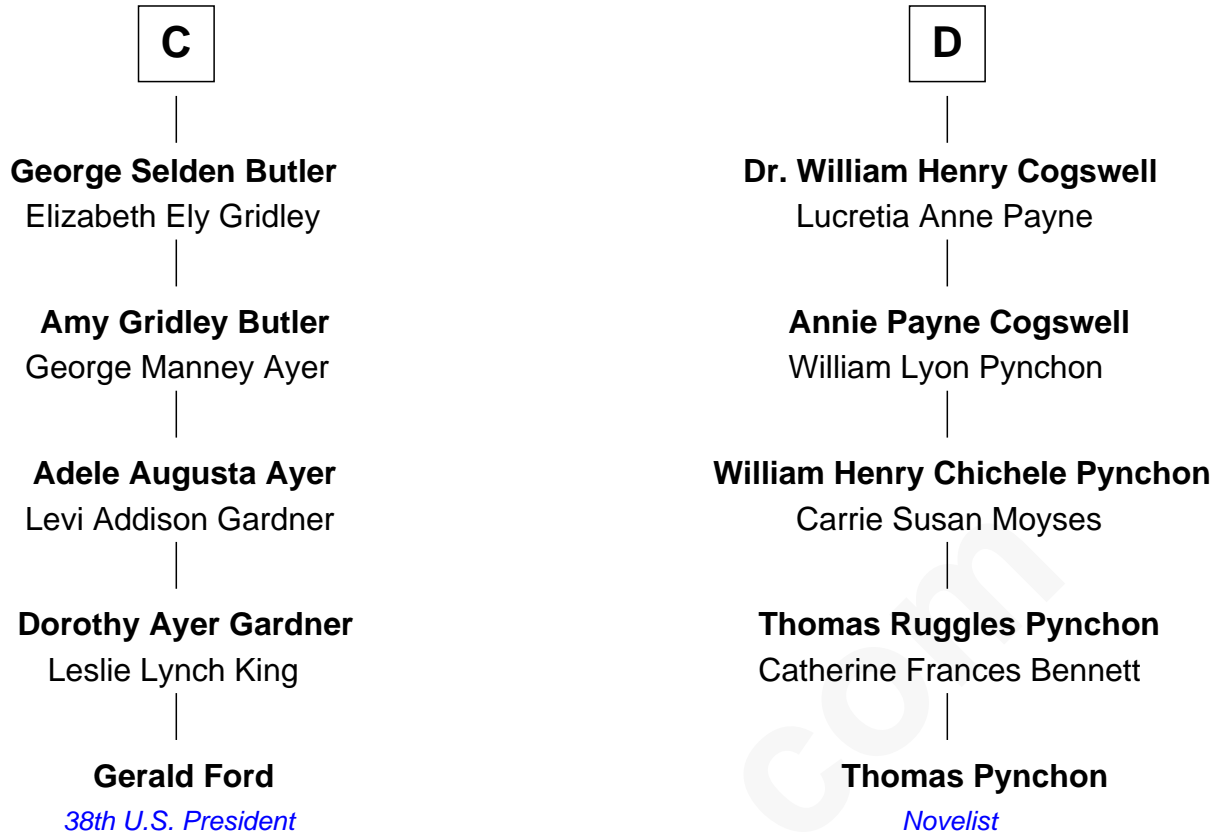 C
George Selden Butler
Elizabeth Ely Gridley
Amy Gridley Butler
George Manney Ayer
Adele Augusta Ayer
Levi Addison Gardner
Dorothy Ayer Gardner
Leslie Lynch King
Gerald Ford
38th U.S. President
D
Dr. William Henry Cogswell
Lucretia Anne Payne
Annie Payne Cogswell
William Lyon Pynchon
William Henry Chichele Pynchon
Carrie Susan Moyses
Thomas Ruggles Pynchon
Catherine Frances Bennett
Thomas Pynchon
Novelist
com